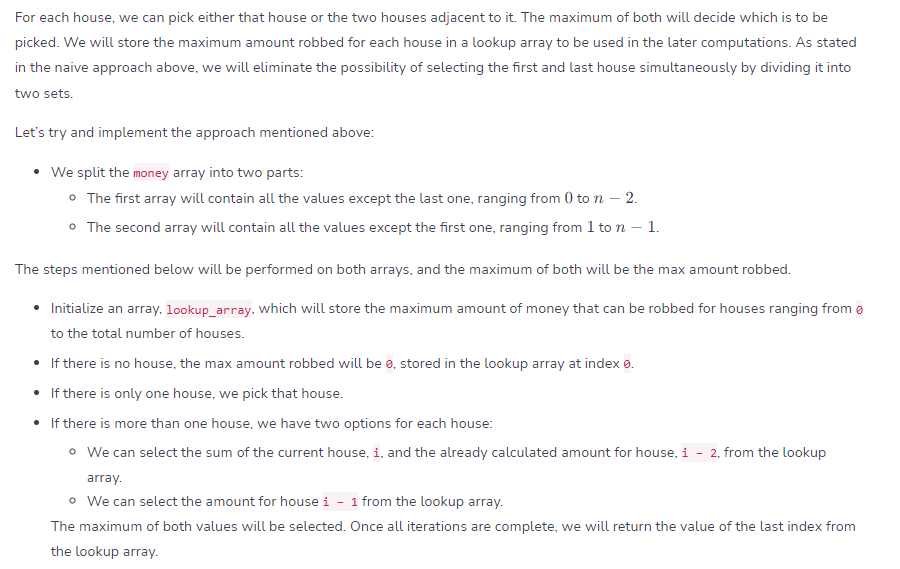 For each house, we can pick either that house or the two houses adjacent to it. The maximum of both will decide which is to be
picked. We will store the maximum amount robbed for each house in a lookup array to be used in the later computations. As stated
in the naive approach above, we will eliminate the possibility of selecting the first and last house simultaneously by dividing it into
two sets.
Let’s try and implement the approach mentioned above:
• We split the money array into two parts:
◦ The first array will contain all the values except the last one, ranging from 0 to n − 2.
◦ The second array will contain all the values except the first one, ranging from 1 to n − 1.
The steps mentioned below will be performed on both arrays, and the maximum of both will be the max amount robbed.
• Initialize an array, lookup_array, which will store the maximum amount of money that can be robbed for houses ranging from 0
to the total number of houses.
• If there is no house, the max amount robbed will be 0, stored in the lookup array at index 0.
• If there is only one house, we pick that house.
• If there is more than one house, we have two options for each house:
◦ We can select the sum of the current house, i, and the already calculated amount for house, i - 2, from the lookup
array.
◦ We can select the amount for house i - 1 from the lookup array.
The maximum of both values will be selected. Once all iterations are complete, we will return the value of the last index from
the lookup array.